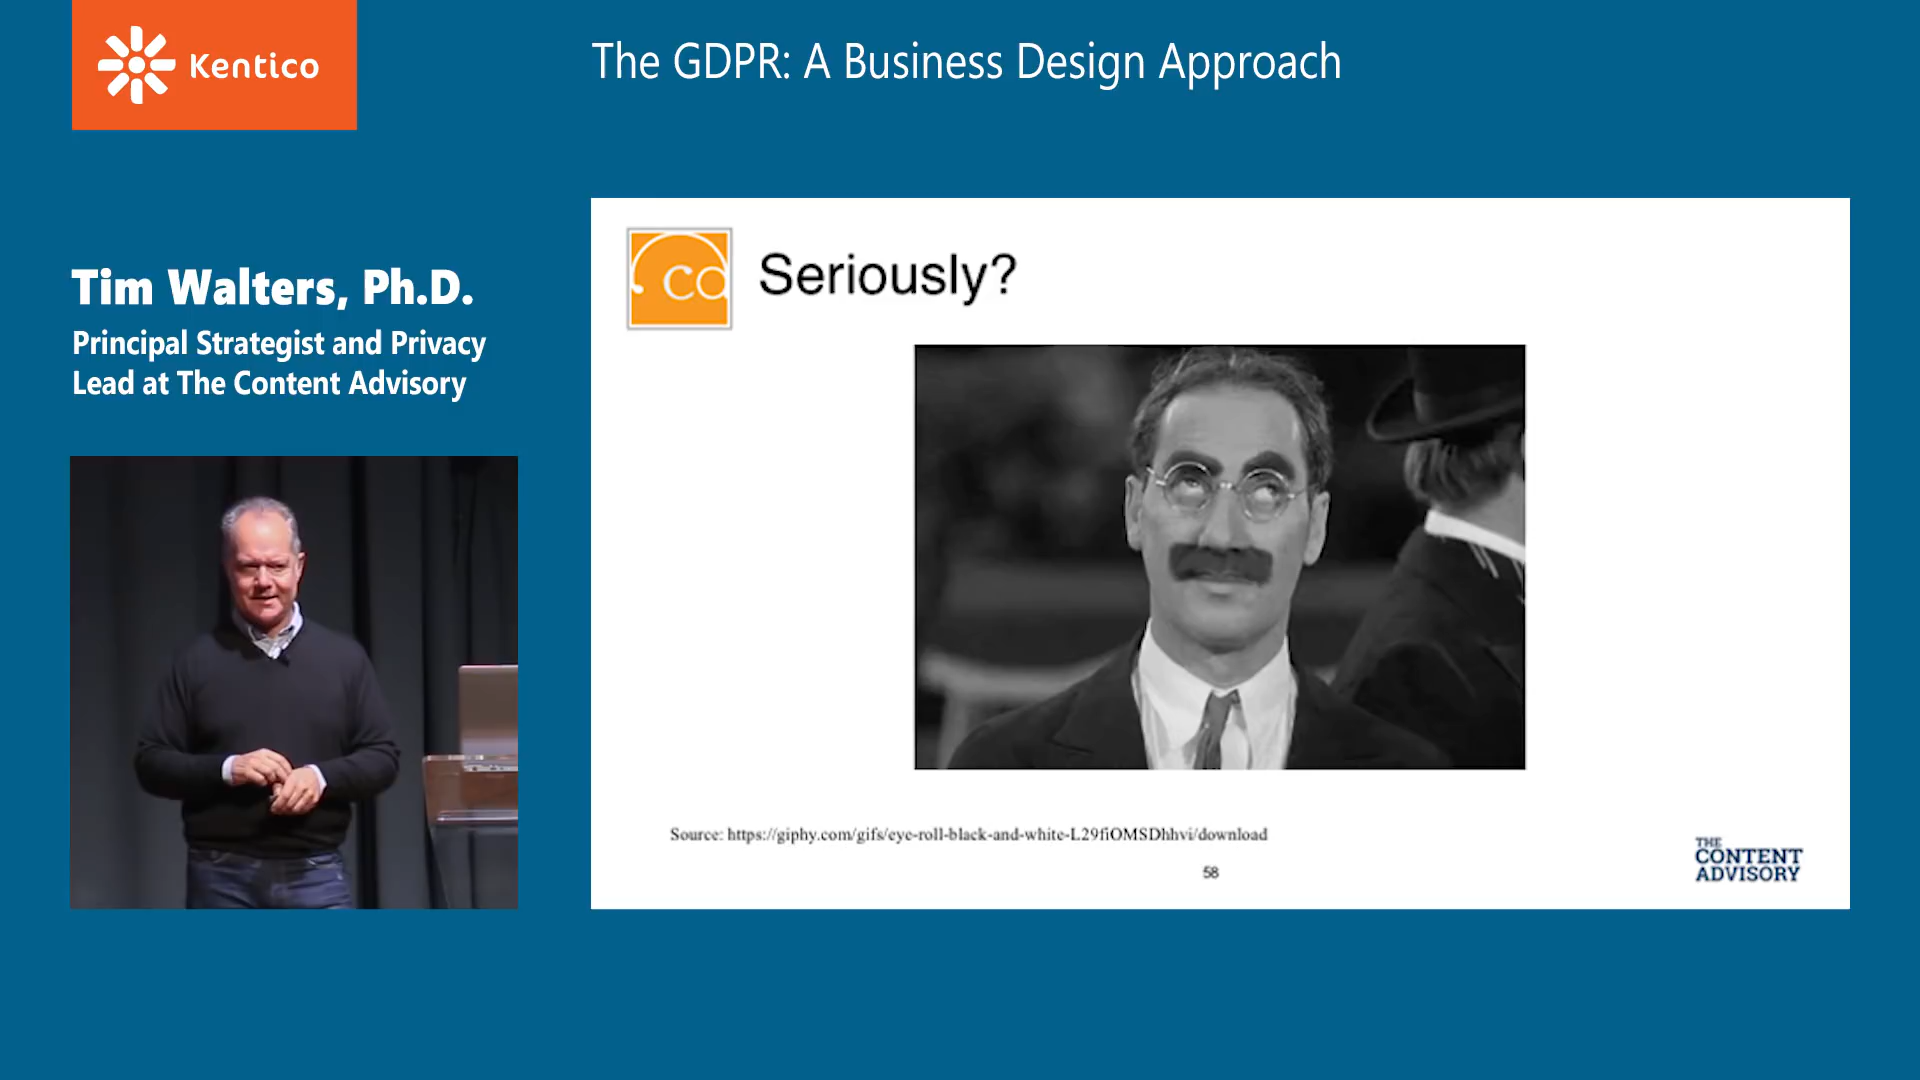 Kentico
The GDPR: A Business Design Approach
Tim Walters, Ph.D.
Principal Strategist and Privacy
Lead at The Content Advisory
ca
Seriously?
Source: https://giphy.com/gifs/eye-roll-black-and-white-L29fiOMSDhhvi/download
58
THE
CONTENT
ADVISORY